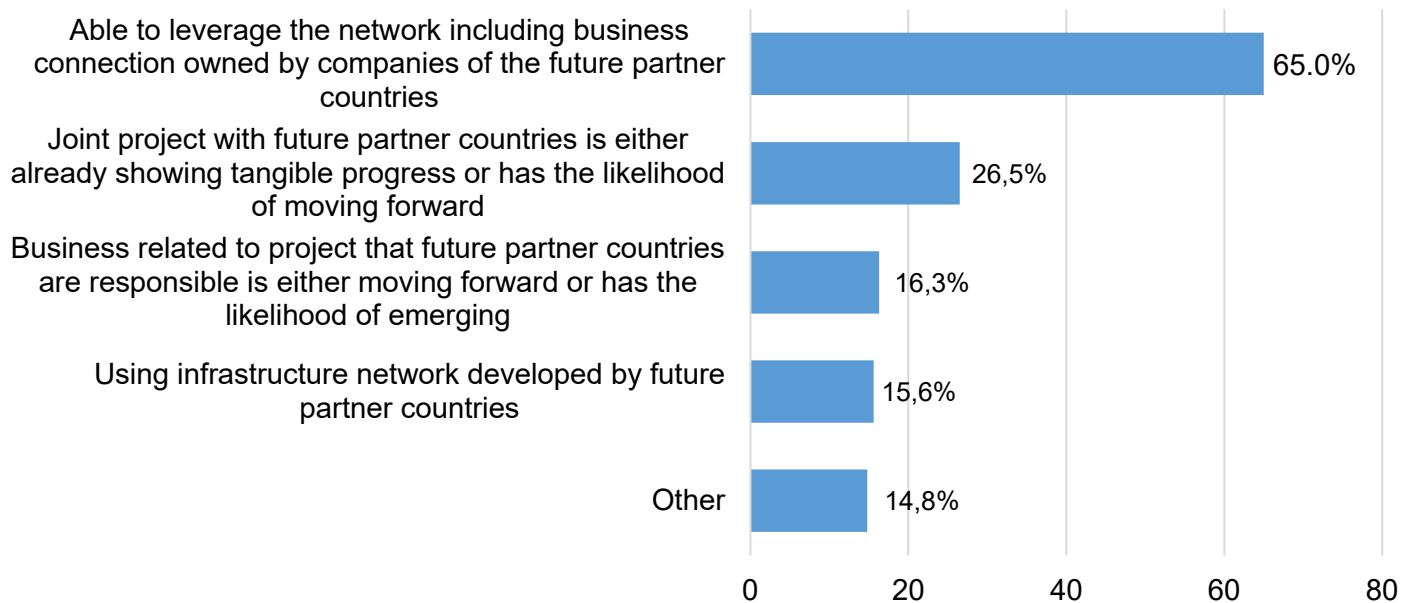 Able to leverage the network including business
connection owned by companies of the future partner
countries
65.0%
Joint project with future partner countries is either
already showing tangible progress or has the likelihood
of moving forward
26,5%
Business related to project that future partner countries
are responsible is either moving forward or has the
likelihood of emerging
16,3%
Using infrastructure network developed by future
partner countries
15,6%
Other
14,8%
0 20 40 60 80